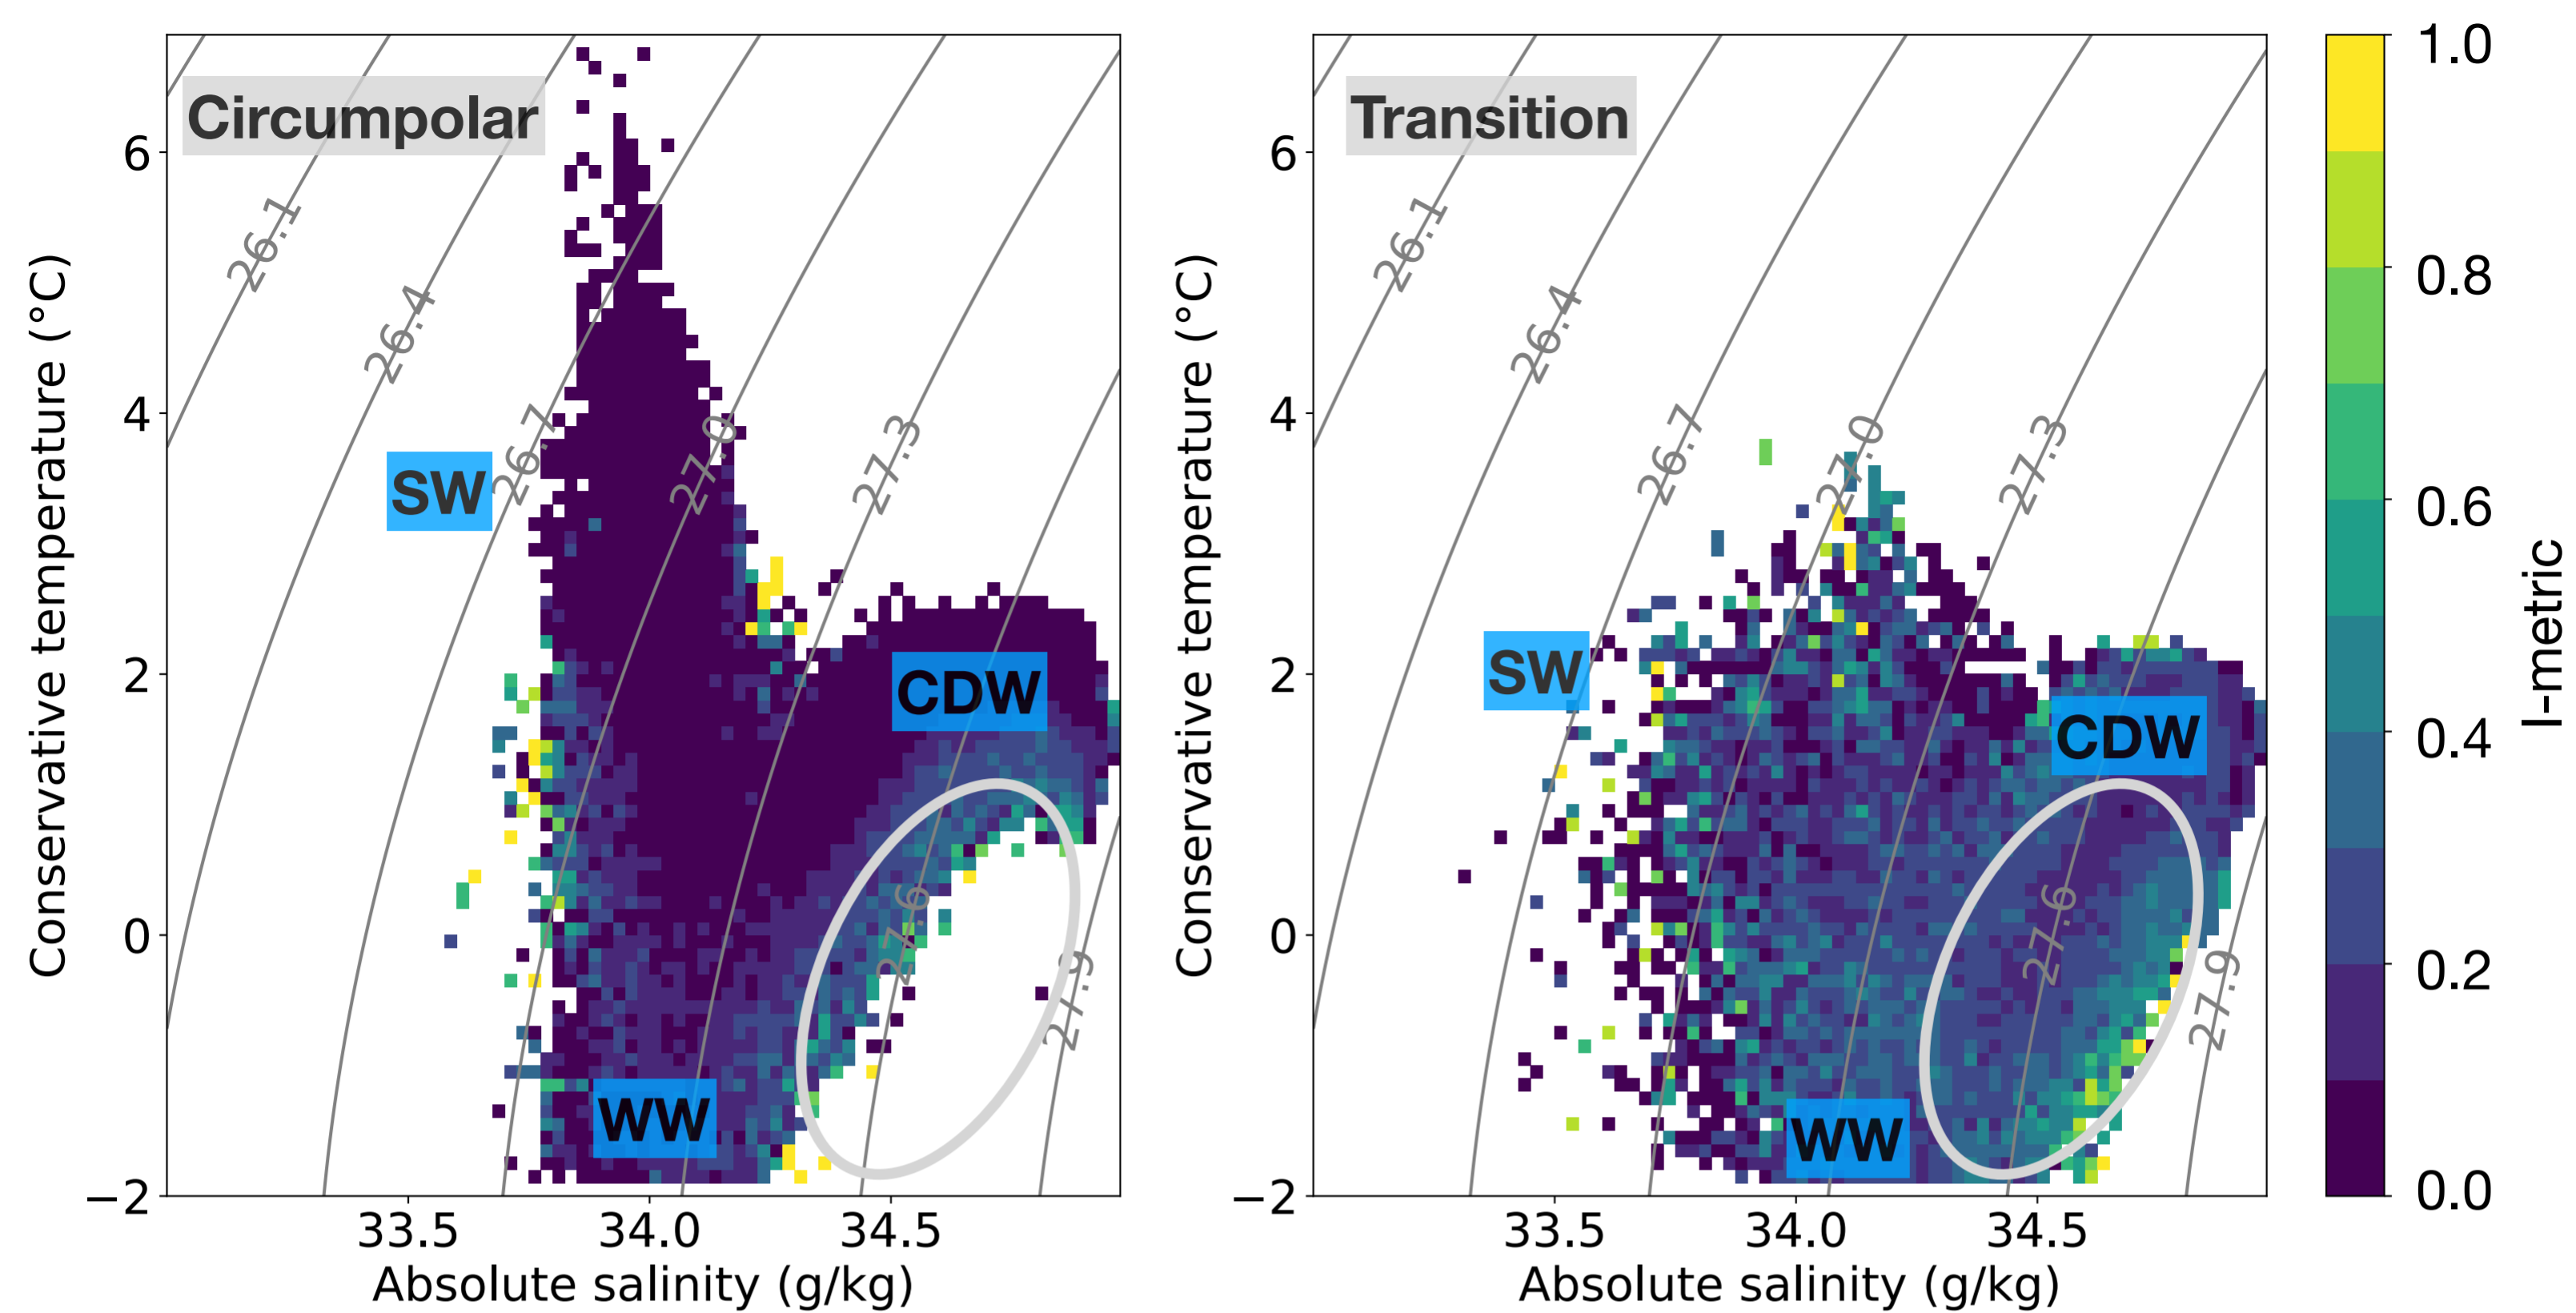 Circumpolar
26.1
26.4
26.7
27.0
27.3
27.6
27.9
SW
CDW
WW
6
4
2
0
−2
33.5 34.0 34.5
Conservative temperature (°C)
Absolute salinity (g/kg)
Transition
26.1
26.4
26.7
27.0
27.3
27.6
27.9
SW
CDW
WW
6
4
2
0
−2
33.5 34.0 34.5
Conservative temperature (°C)
Absolute salinity (g/kg)
1.0
0.8
0.6
0.4
0.2
0.0
I-metric